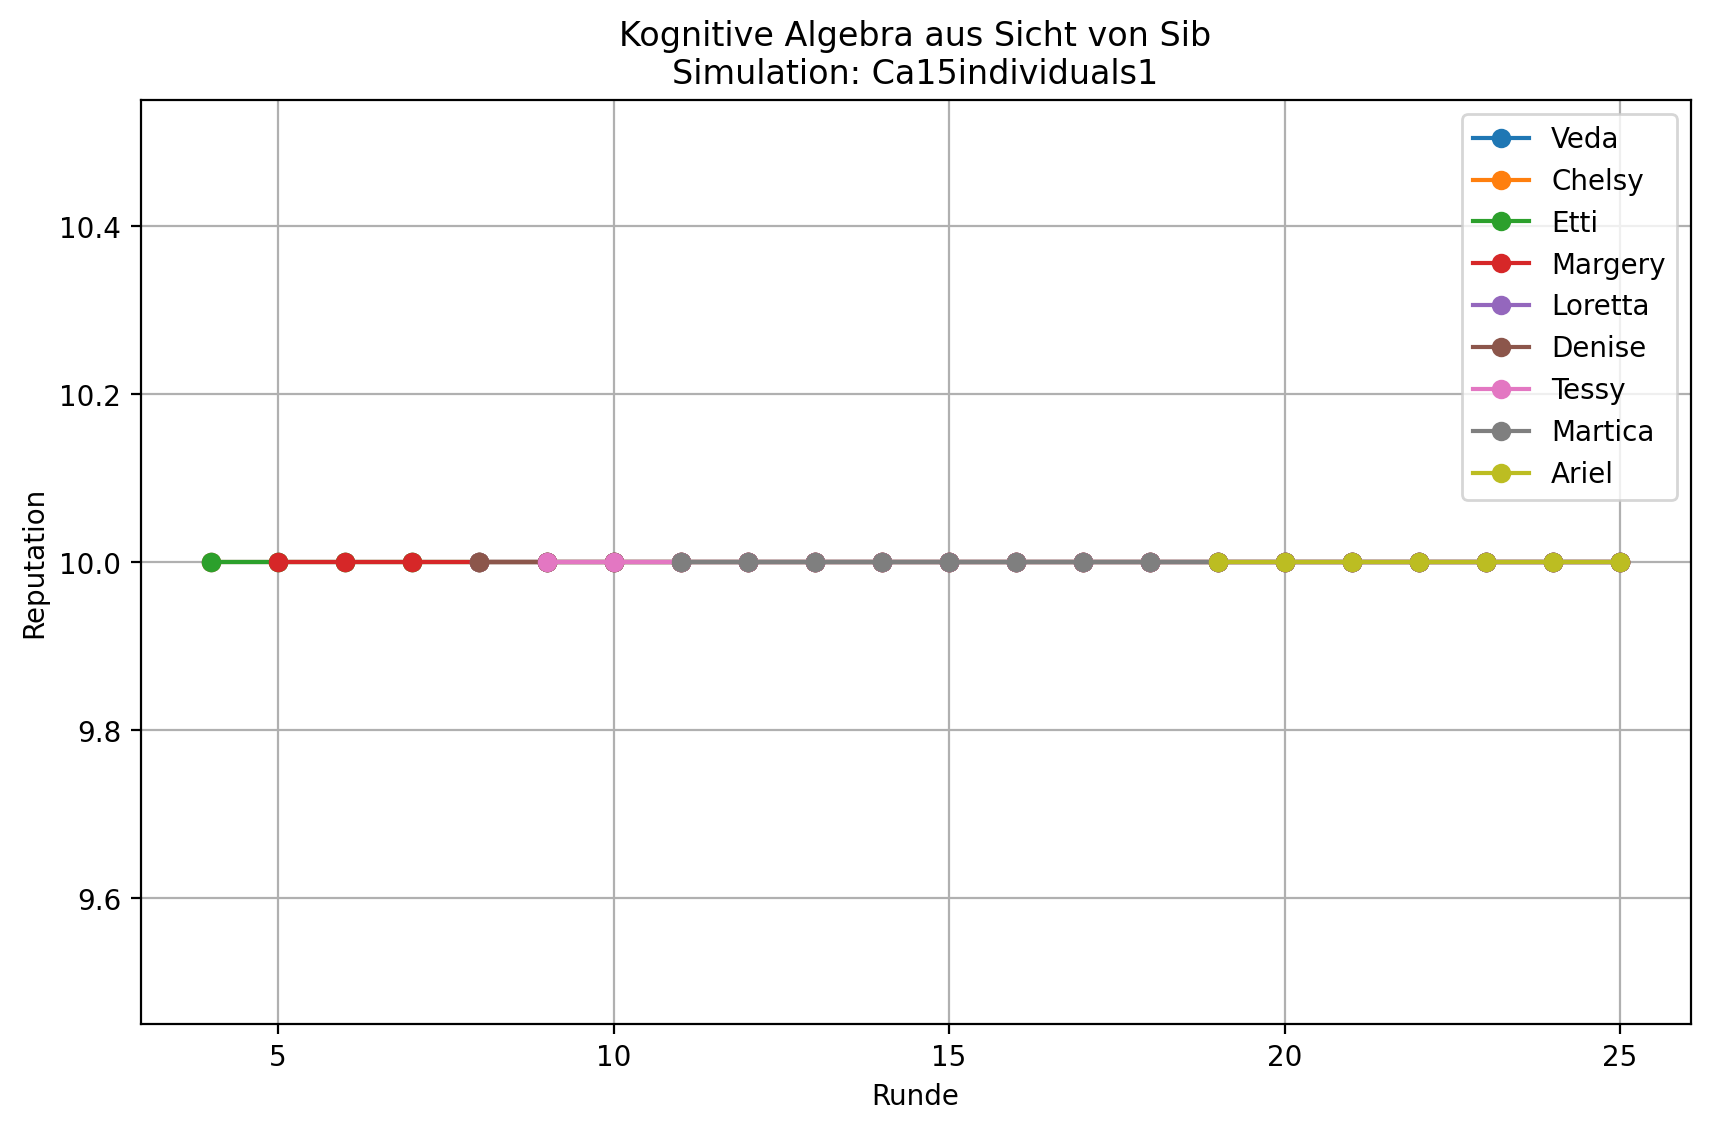 Kognitive Algebra aus Sicht von Sib
Simulation: Ca15individuals1
Veda
Chelsy
Etti
Margery
Loretta
Denise
Tessy
Martica
Ariel
10.4
10.2
10.0
9.8
9.6
Reputation
5 10 15 20 25
Runde